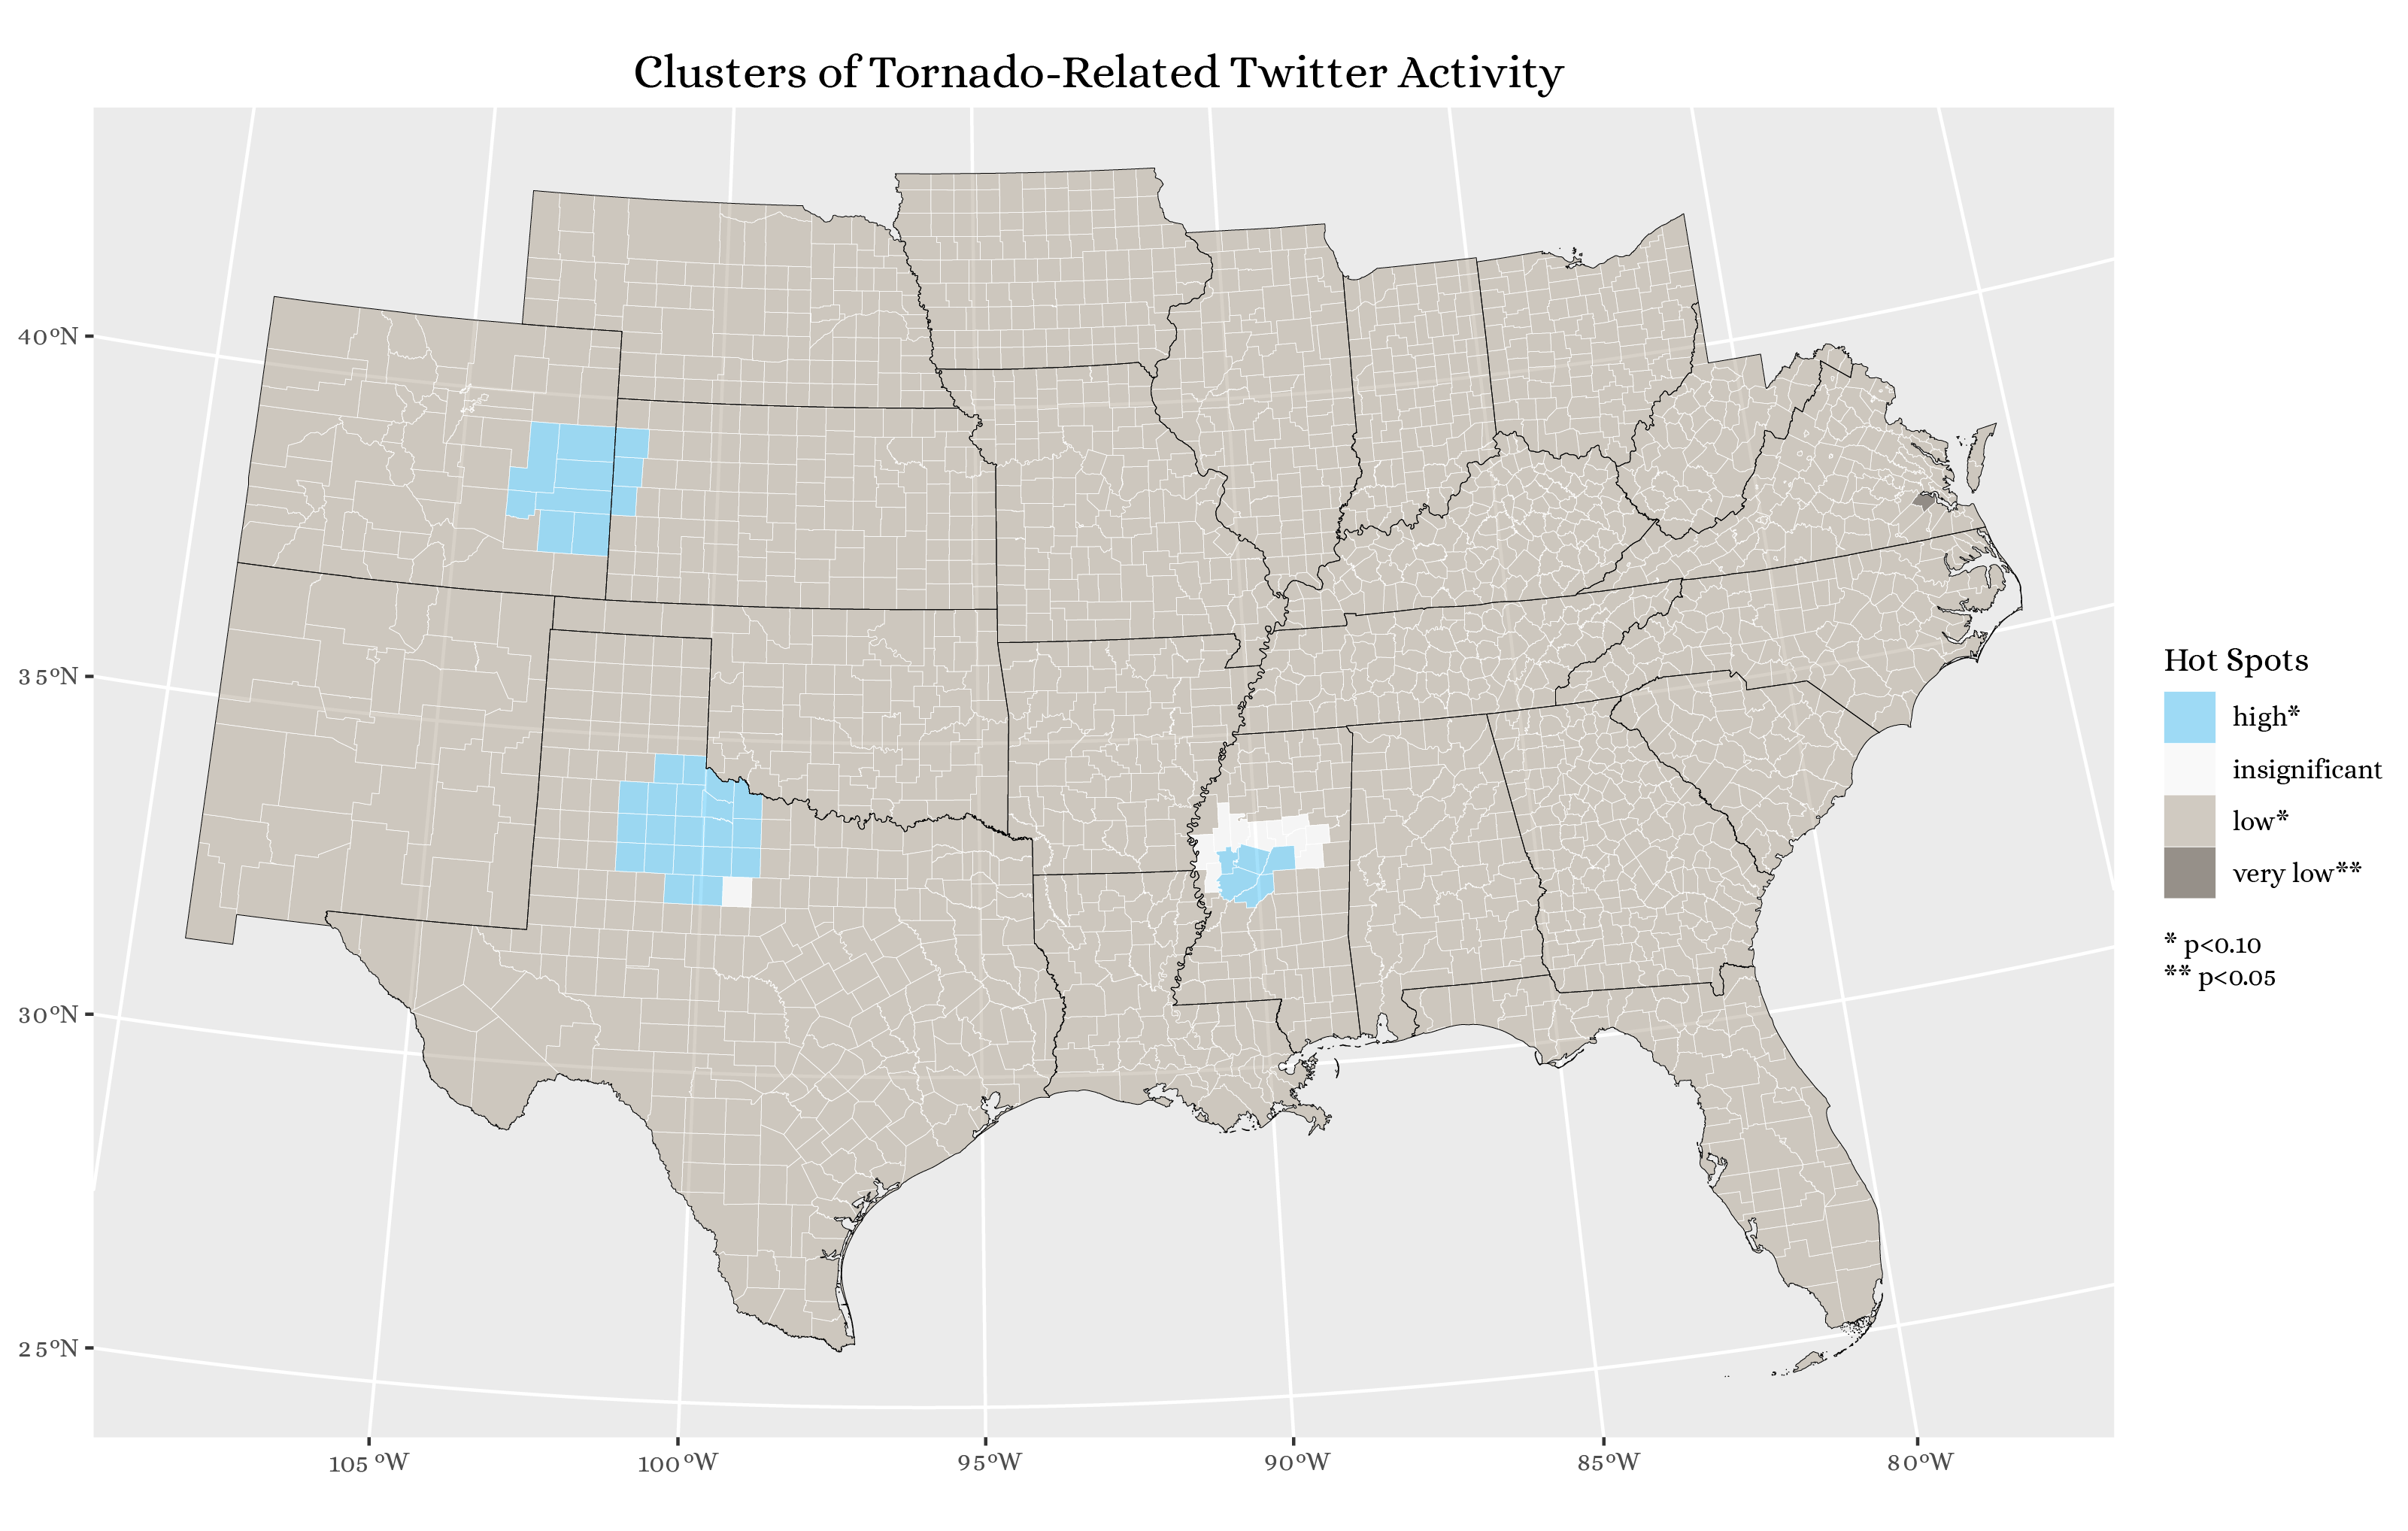 Clusters of Tornado-Related Twitter Activity
40°N
35°N
30°N
25°N
105°W
100°W
95°W
90°W
85°W
80°W
Hot Spots
high*
insignificant
low*
very low**
* p<0.10
** p<0.05